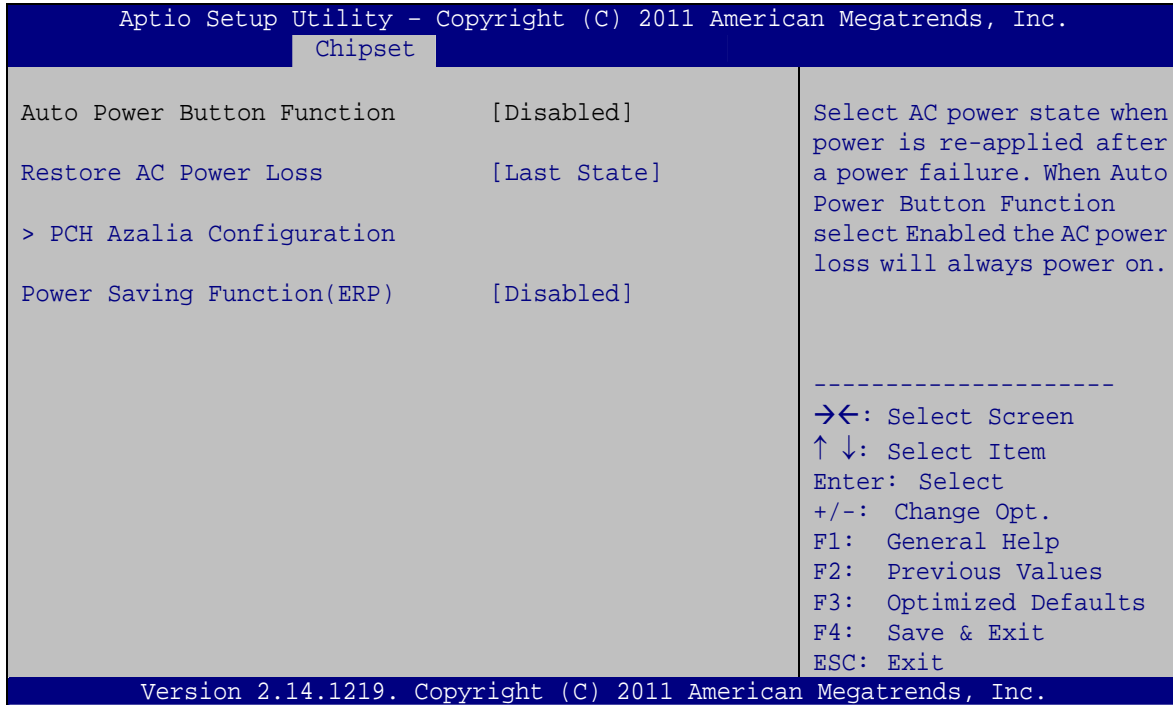 Aptio Setup Utility – Copyright (C) 2011 American Megatrends, Inc.
Chipset
Auto Power Button Function [Disabled]
Restore AC Power Loss [Last State]
> PCH Azalia Configuration
Power Saving Function(ERP) [Disabled]
Select AC power state when
power is re-applied after
a power failure. When Auto
Power Button Function
select Enabled the AC power
loss will always power on.
---------------------
→←: Select Screen
↑ ↓: Select Item
Enter: Select
+/-: Change Opt.
F1: General Help
F2: Previous Values
F3: Optimized Defaults
F4: Save & Exit
ESC: Exit
Version 2.14.1219. Copyright (C) 2011 American Megatrends, Inc.